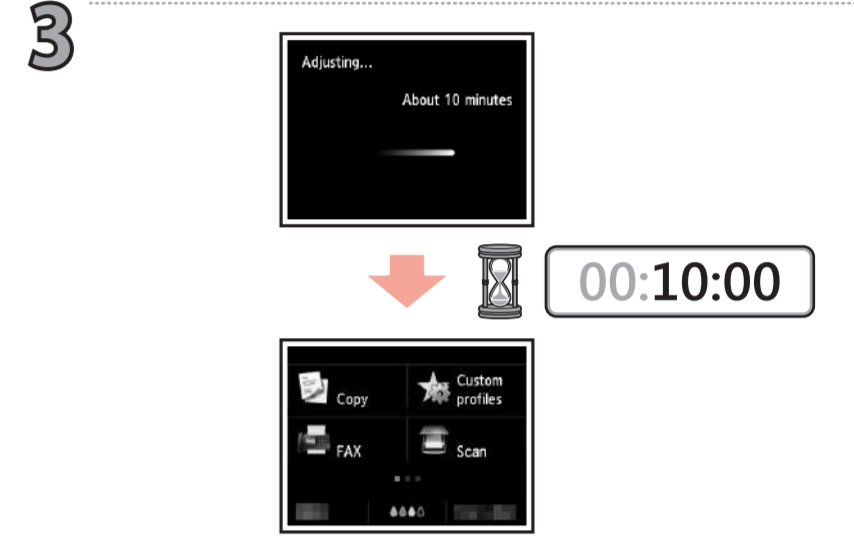 3
Adjusting...
About 10 minutes
00:10:00
Copy
Custom
profiles
FAX
Scan